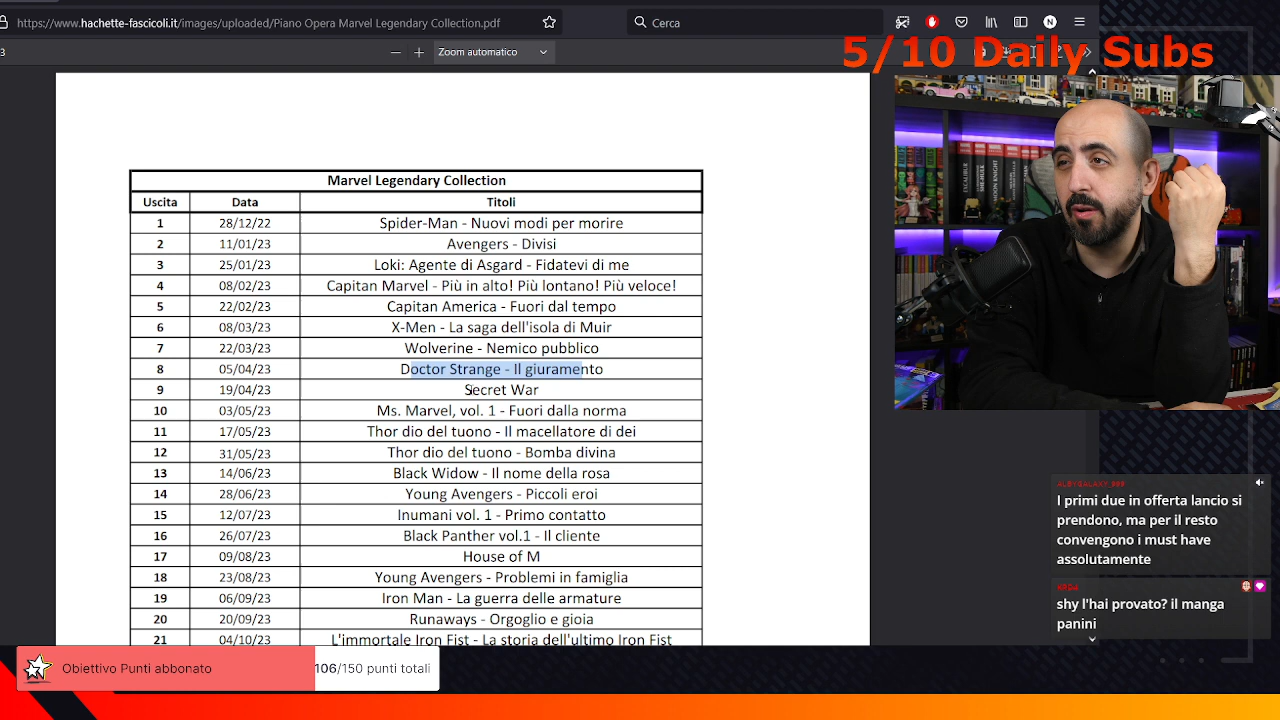 https://www.hachette-fascicoli.it/images/uploaded/Piano Opera Marvel Legendary Collection.pdf
Cerca
3
Zoom automatico
5/10 Daily Subs
Marvel Legendary Collection
Uscita Data Titoli
1 28/12/22 Spider-Man - Nuovi modi per morire
2 11/01/23 Avengers - Divisi
3 25/01/23 Loki: Agente di Asgard - Fidatevi di me
4 08/02/23 Capitan Marvel - Più in alto! Più lontano! Più veloce!
5 22/02/23 Capitan America - Fuori dal tempo
6 08/03/23 X-Men - La saga dell'isola di Muir
7 22/03/23 Wolverine - Nemico pubblico
8 05/04/23 Doctor Strange - Il giuramento
9 19/04/23 Secret War
10 03/05/23 Ms. Marvel, vol. 1 - Fuori dalla norma
11 17/05/23 Thor dio del tuono - Il macellatore di dei
12 31/05/23 Thor dio del tuono - Bomba divina
13 14/06/23 Black Widow - Il nome della rosa
14 28/06/23 Young Avengers - Piccoli eroi
15 12/07/23 Inumani vol. 1 - Primo contatto
16 26/07/23 Black Panther vol.1 - Il cliente
17 09/08/23 House of M
18 23/08/23 Young Avengers - Problemi in famiglia
19 06/09/23 Iron Man - La guerra delle armature
20 20/09/23 Runaways - Orgoglio e gioia
21 04/10/23 L'immortale Iron Fist - La storia dell'ultimo Iron Fist
EXCALIBUR
SHE-HULK
MOON KNIGHT
I primi due in offerta lancio si
prendono, ma per il resto
convengono i must have
assolutamente
shy l'hai provato? il manga
panini
Obiettivo Punti abbonato
106/150 punti totali